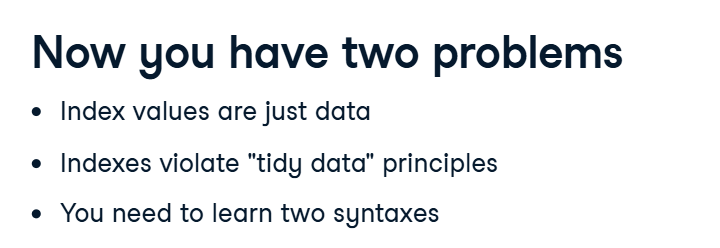 Now you have two problems
• Index values are just data
• Indexes violate "tidy data" principles
• You need to learn two syntaxes